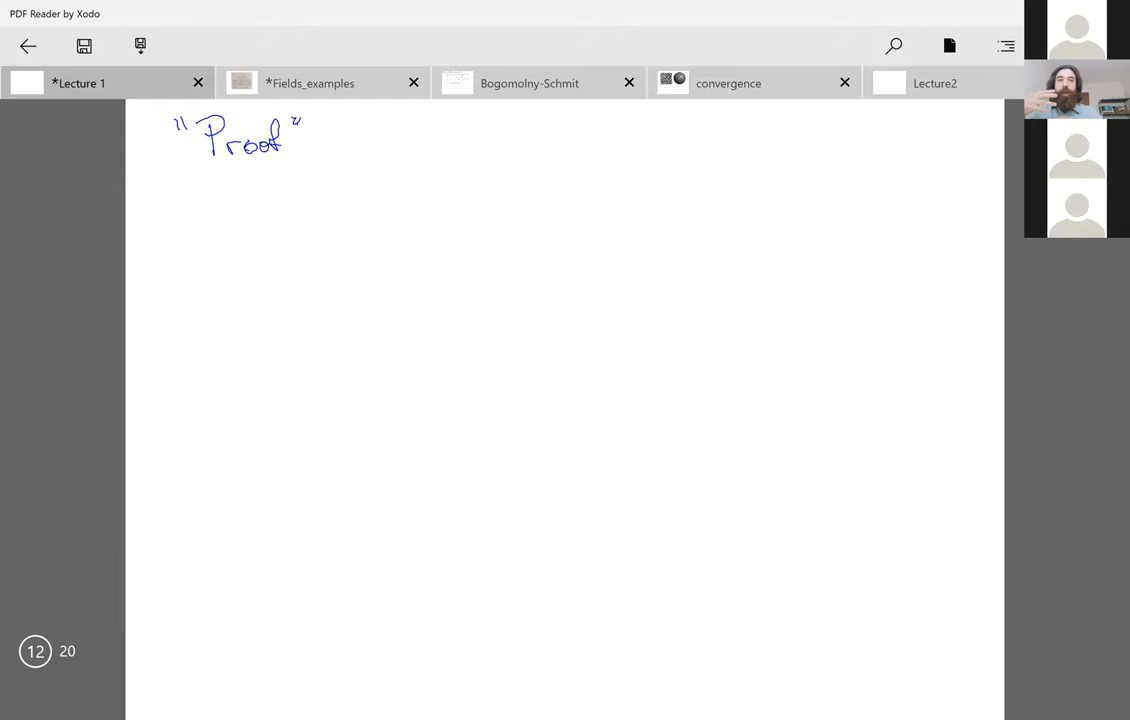 PDF Reader by Xodo
*Lecture 1
*Fields_examples
Bogomolny-Schmit
convergence
Lecture2
"Proof"
12 20